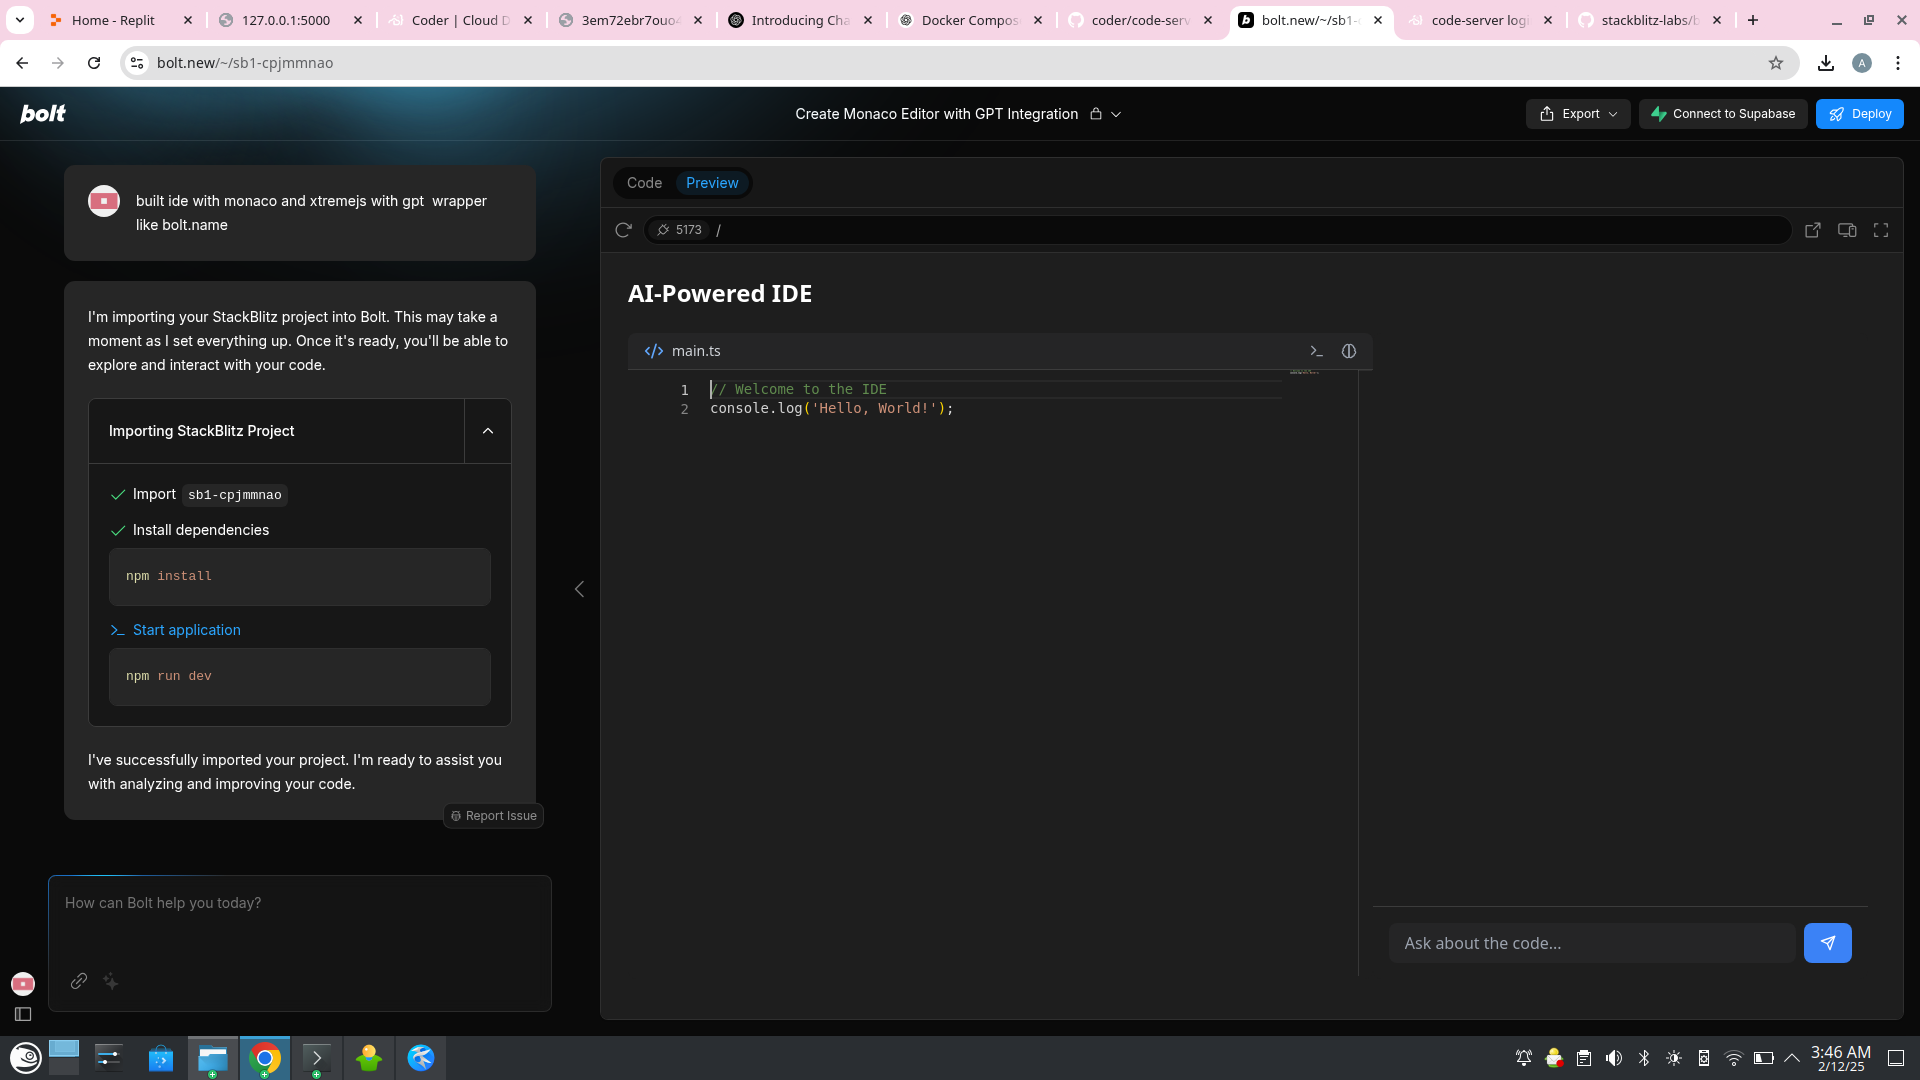 Home - Replit
127.0.0.1:5000
Coder | Cloud D
3em72ebr7ouo4
Introducing Cha
Docker Compos
coder/code-serv
bolt.new/~/sb1-
code-server logi
stackblitz-labs/b
bolt.new/~/sb1-cpjmmnao
A
bolt
Create Monaco Editor with GPT Integration
Export
Connect to Supabase
Deploy
built ide with monaco and xtremejs with gpt  wrapper
like bolt.name
I'm importing your StackBlitz project into Bolt. This may take a
moment as I set everything up. Once it's ready, you'll be able to
explore and interact with your code.
Importing StackBlitz Project
Import sb1-cpjmmnao
Install dependencies
npm install
Start application
npm run dev
I've successfully imported your project. I'm ready to assist you
with analyzing and improving your code.
Report Issue
How can Bolt help you today?
Code
Preview
5173
/
AI-Powered IDE
main.ts
1 // Welcome to the IDE
2 console.log('Hello, World!');
Ask about the code...
3:46 AM
2/12/25